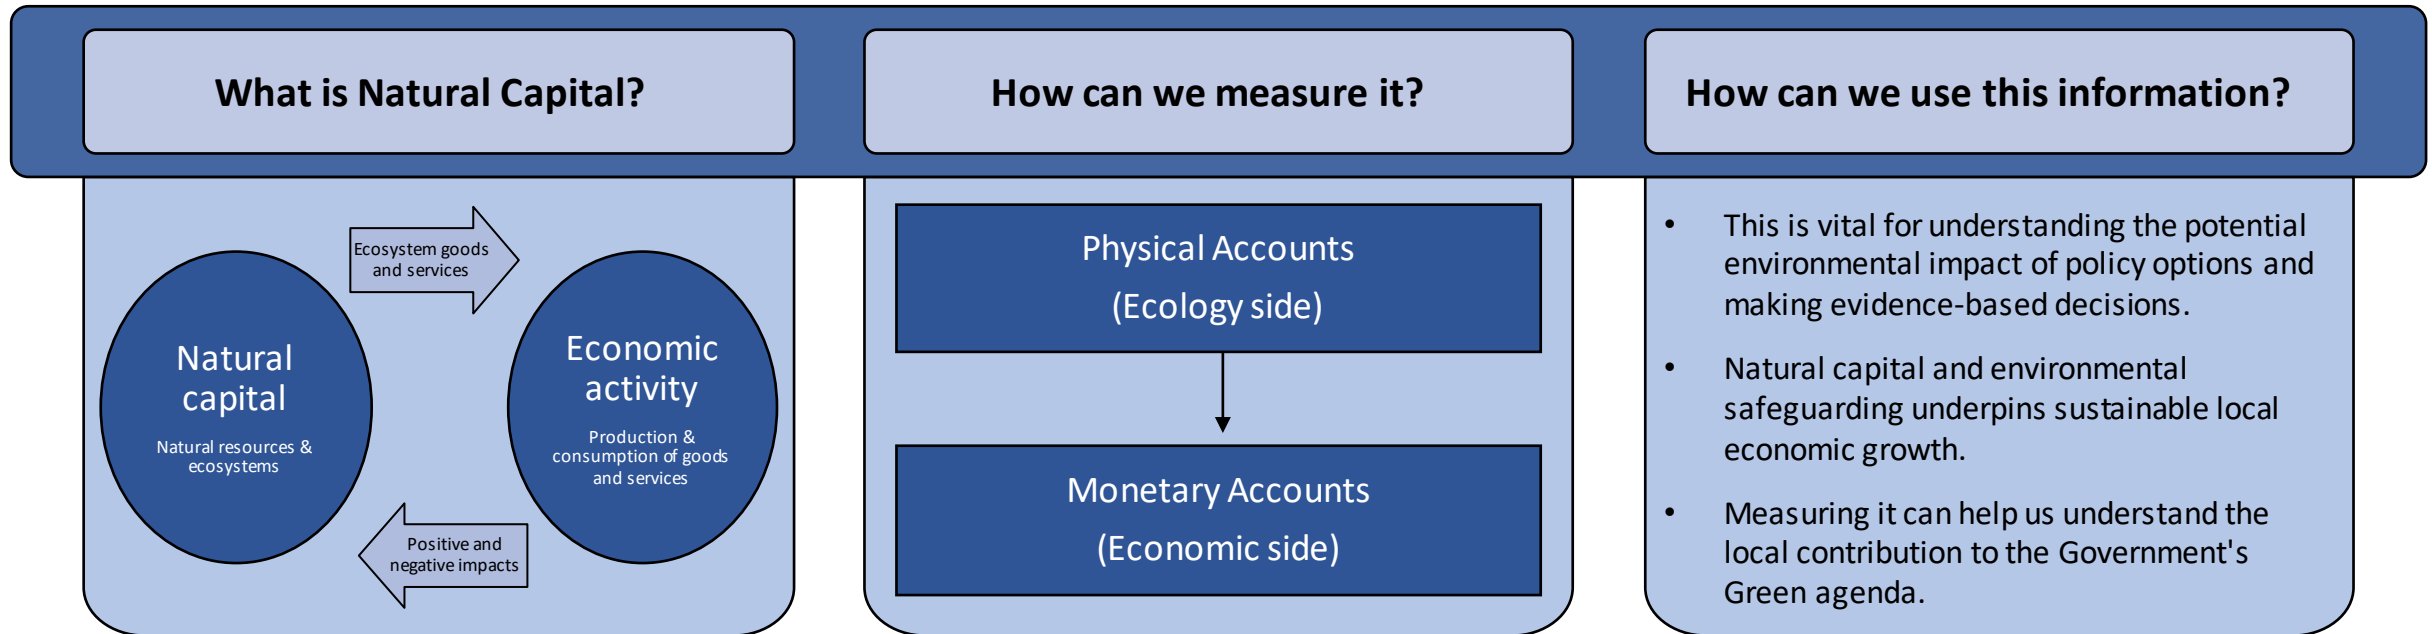 What is Natural Capital?
How can we measure it?
How can we use this information?
Ecosystem goods
and services
Natural
capital
Natural resources &
ecosystems
Economic
activity
Production &
consumption of goods
and services
Positive and
negative impacts
Physical Accounts
(Ecology side)
Monetary Accounts
(Economic side)
• This is vital for understanding the potential
environmental impact of policy options and
making evidence-based decisions.
• Natural capital and environmental
safeguarding underpins sustainable local
economic growth.
• Measuring it can help us understand the
local contribution to the Government's
Green agenda.